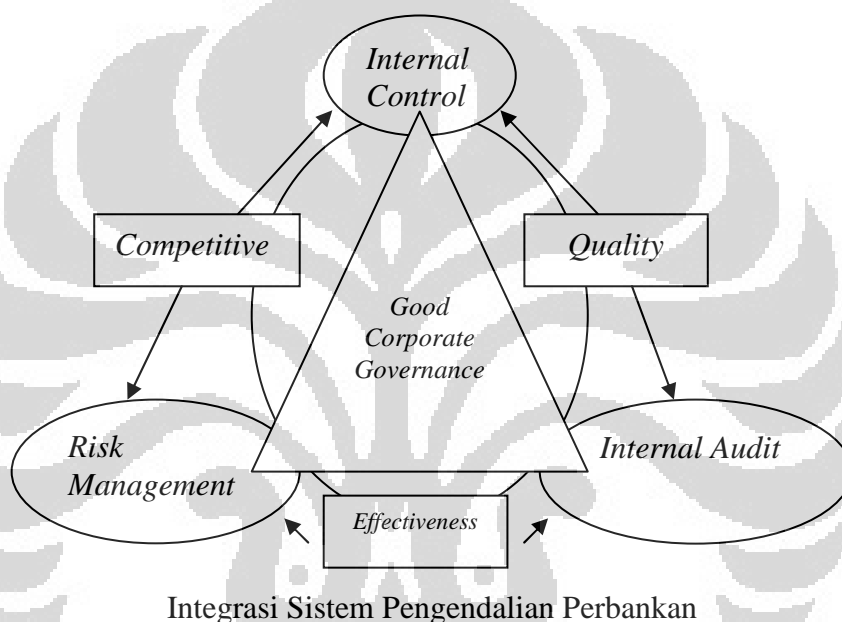 Internal
Control
Competitive
Quality
Good
Corporate
Governance
Risk
Management
Internal Audit
Effectiveness
Integrasi Sistem Pengendalian Perbankan